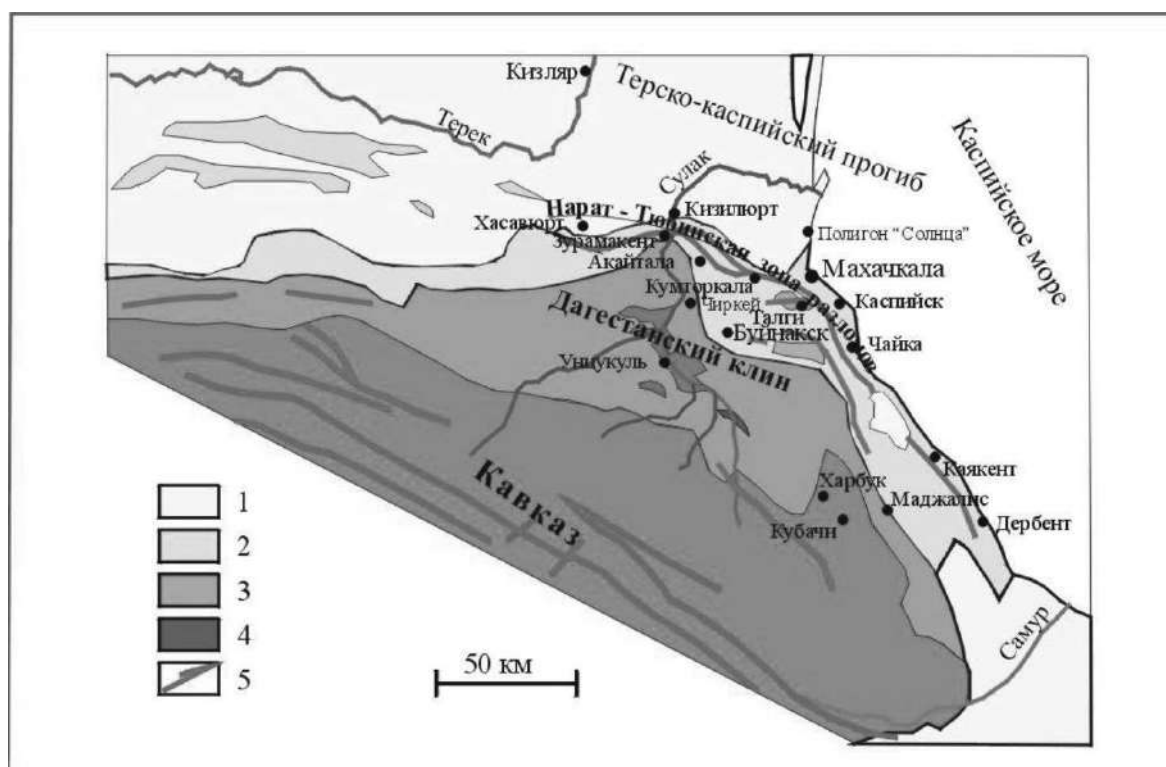 Кизляр
Терек
Терско-каспийский прогиб
Каспийское море
Сулак
Нарат - Тюбинская зона разломов
Кизилюрт
Хасавюрт
Зурамакент
Полигон "Солнца"
Акайтала
Махачкала
Кумторкала
Чиркей
Каспийск
Талги
Буйнакск
Чайка
Дагестанский клин
Унцукуль
Кавказ
Каякент
Харбук
Маджалис
Кубачи
Дербент
Самур
1
2
3
4
5
50 км